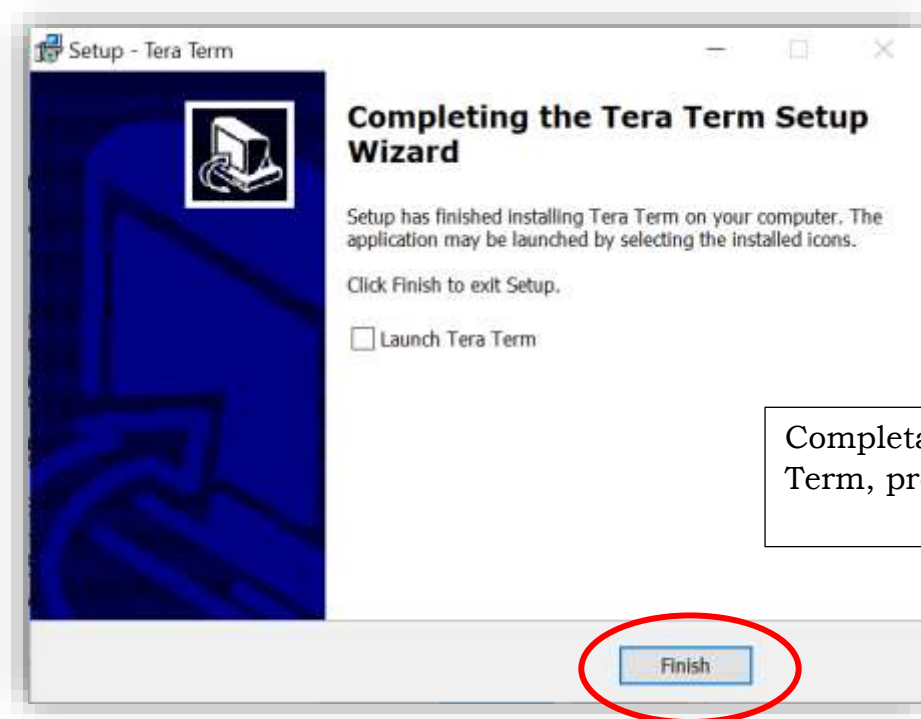 Setup - Tera Term
Completing the Tera Term Setup
Wizard
Setup has finished installing Tera Term on your computer. The
application may be launched by selecting the installed icons.
Click Finish to exit Setup.
Launch Tera Term
Term,
Finish